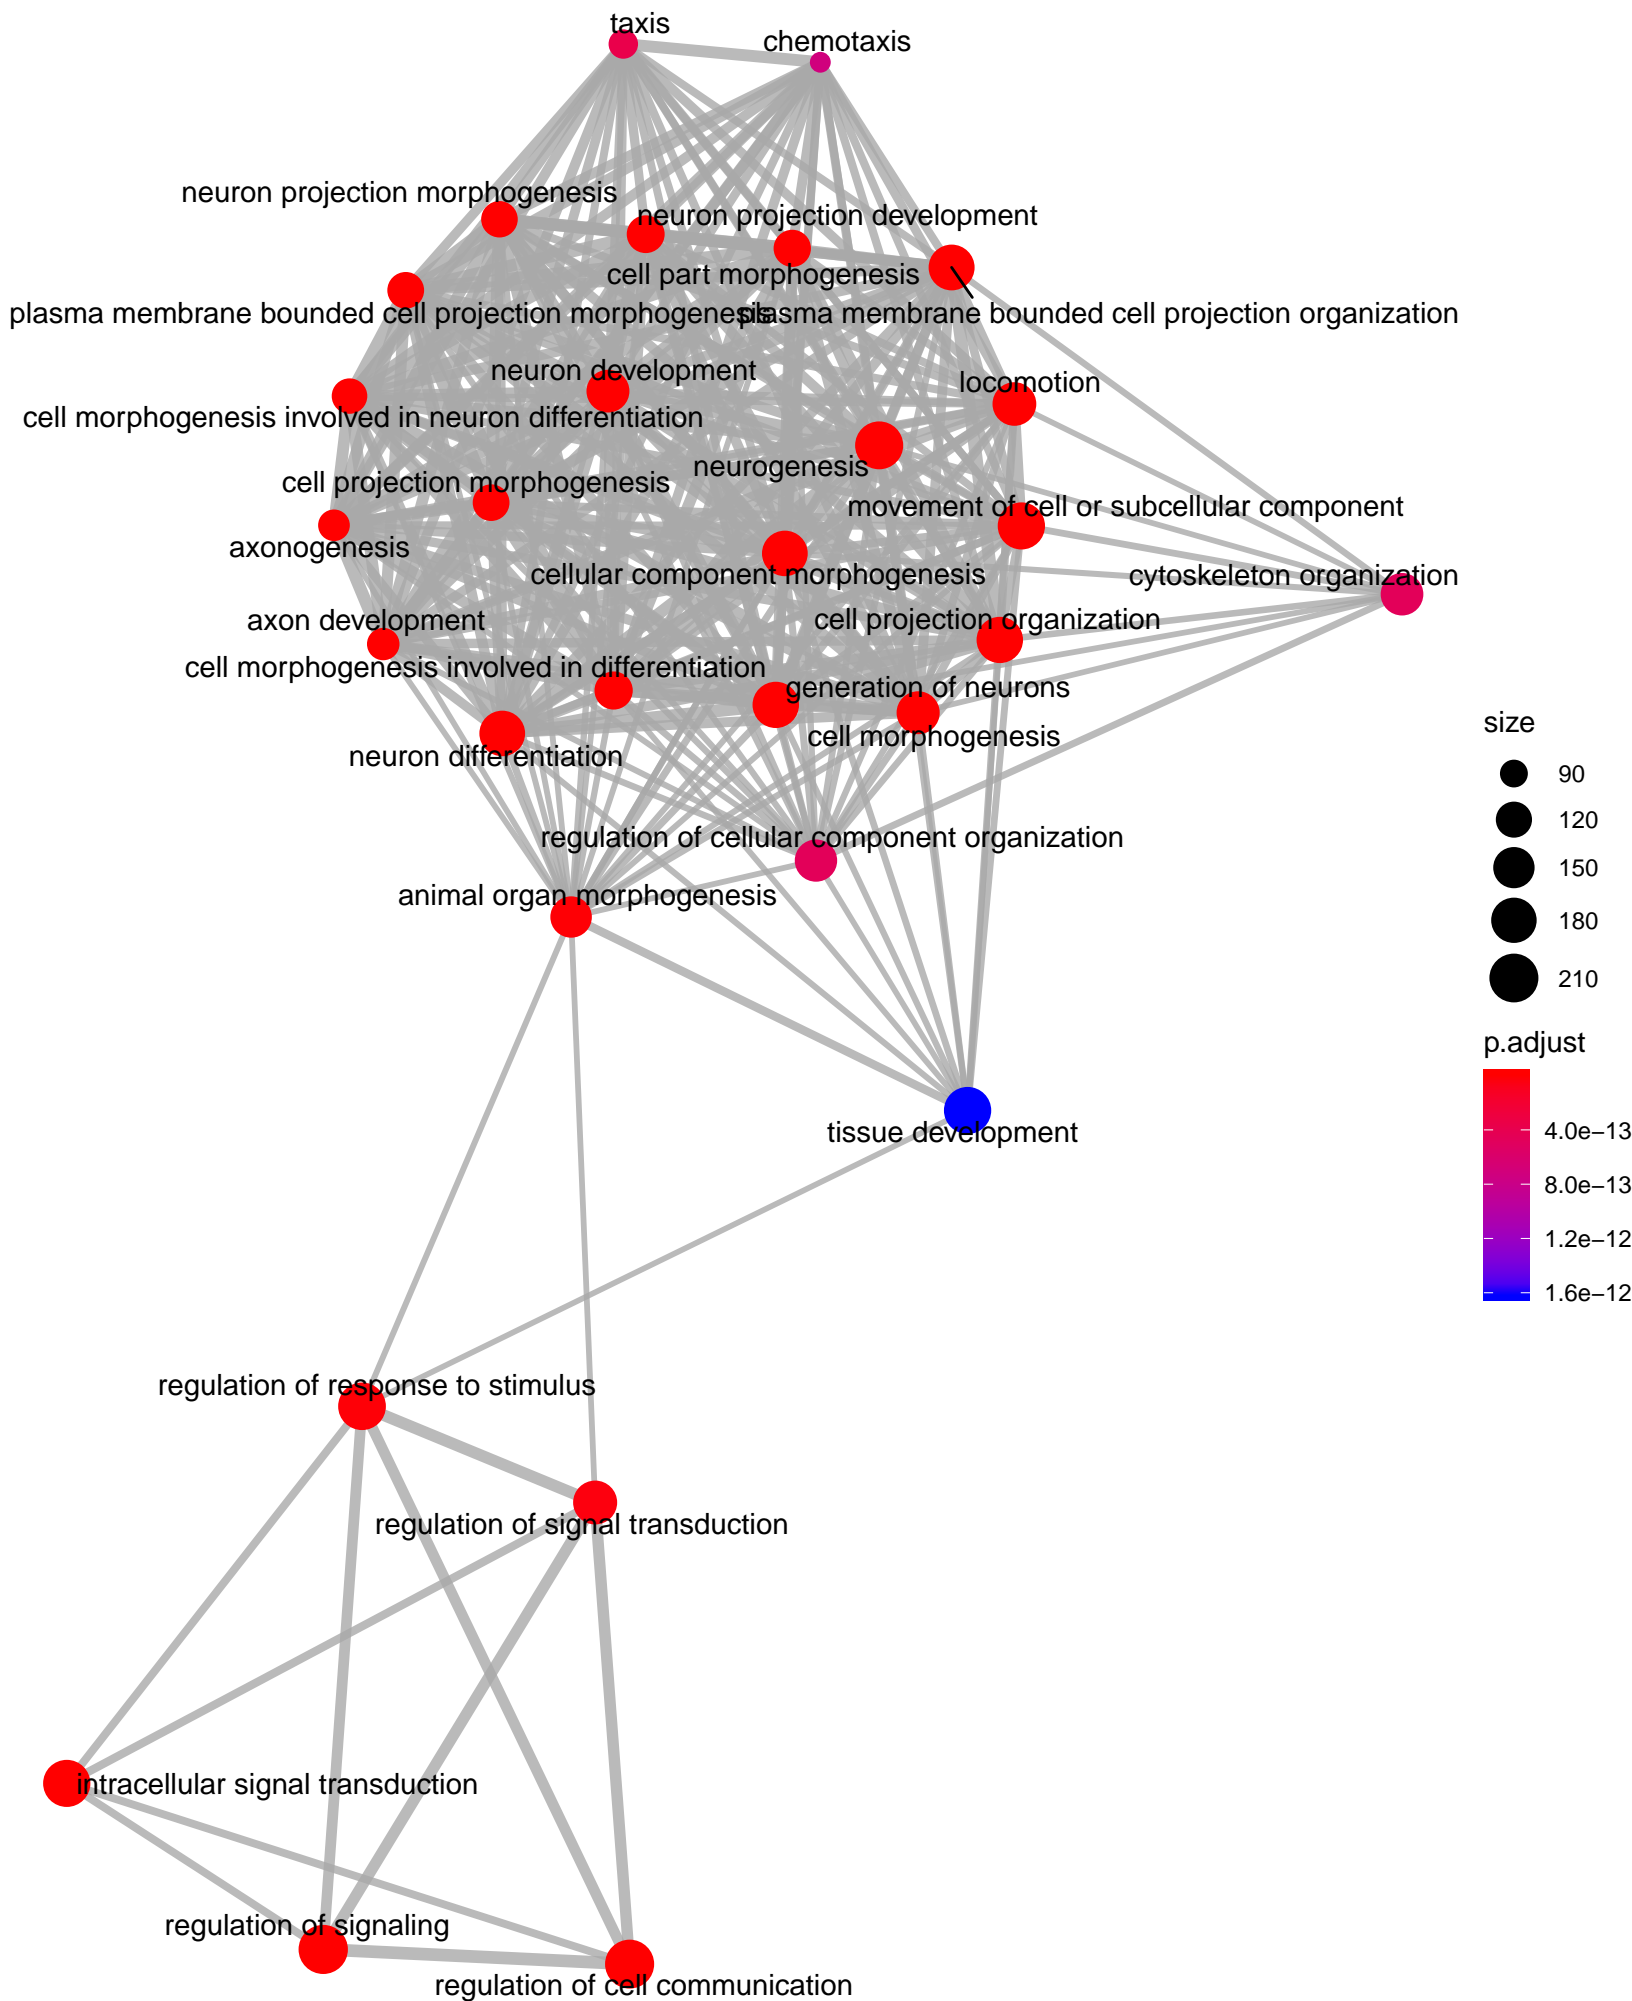 taxis
chemotaxis
neuron projection morphogenesis
neuron projection development
cell part morphogenesis
plasma membrane bounded cell projection morphogenesis
plasma membrane bounded cell projection organization
neuron development
locomotion
cell morphogenesis involved in neuron differentiation
neurogenesis
cell projection morphogenesis
movement of cell or subcellular component
axonogenesis
cellular component morphogenesis
cytoskeleton organization
axon development
cell projection organization
cell morphogenesis involved in differentiation
generation of neurons
cell morphogenesis
neuron differentiation
regulation of cellular component organization
animal organ morphogenesis
tissue development
regulation of response to stimulus
regulation of signal transduction
intracellular signal transduction
regulation of signaling
regulation of cell communication
size
90
120
150
180
210
p.adjust
4.0e−13
8.0e−13
1.2e−12
1.6e−12